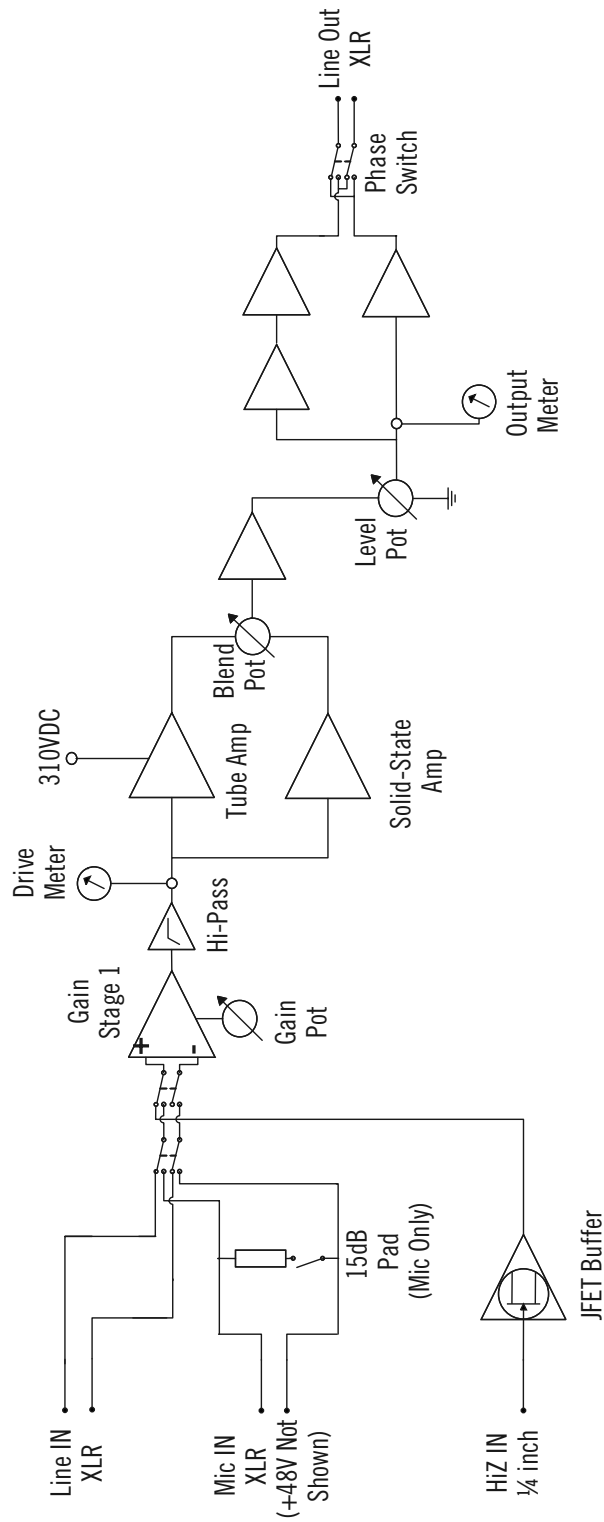 Line IN
XLR
Mic IN
XLR
(+48V Not
Shown)
HiZ IN
¼ inch
15dB
Pad
(Mic Only)
JFET Buffer
Gain
Stage 1
+
-
Gain
Pot
Hi-Pass
Drive
Meter
310VDC
Tube Amp
Solid-State
Amp
Blend
Pot
Level
Pot
Output
Meter
Phase
Switch
Line Out
XLR